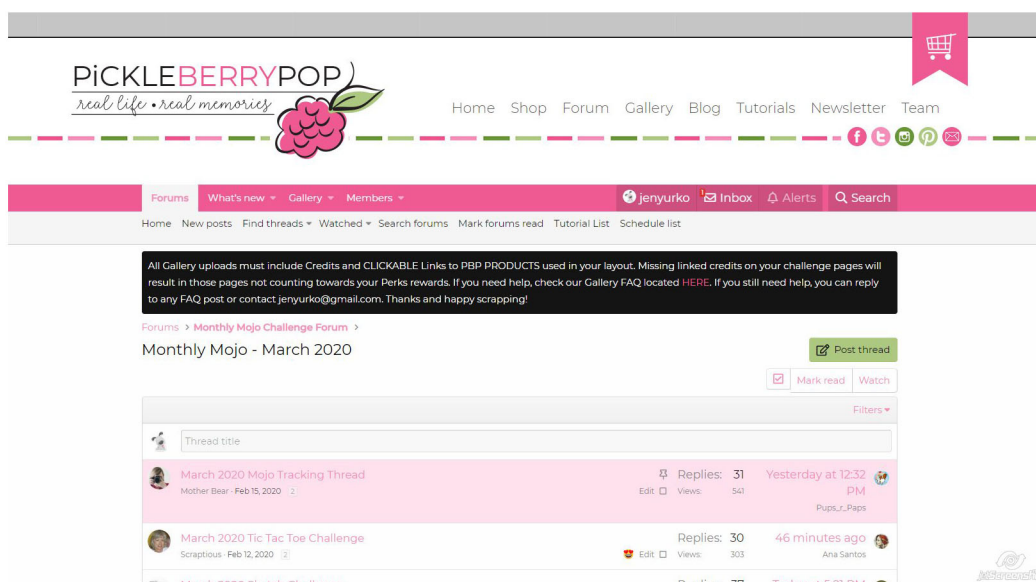 PiCKLEBERRYPOP
real life • real memories
Home Shop Forum Gallery Blog Tutorials Newsletter Team
Forums What's new Gallery Members jenyurko 1 Inbox Alerts Search
Home New posts Find threads Watched Search forums Mark forums read Tutorial List Schedule list
All Gallery uploads must include Credits and CLICKABLE Links to PBP PRODUCTS used in your layout. Missing linked credits on your challenge pages will
result in those pages not counting towards your Perks rewards. If you need help, check our Gallery FAQ located HERE. If you still need help, you can reply
to any FAQ post or contact jenyurko@gmail.com. Thanks and happy scrapping!
Forums > Monthly Mojo Challenge Forum >
Monthly Mojo - March 2020
Post thread
Mark read Watch
Filters
Thread title
March 2020 Mojo Tracking Thread Replies: 31 Yesterday at 12:32
PM
Mother Bear · Feb 15, 2020 2 Edit Views: 541
Pups_r_Paps
March 2020 Tic Tac Toe Challenge Replies: 30 46 minutes ago
Scraptious · Feb 12, 2020 2 Edit Views: 303 Ana Santos